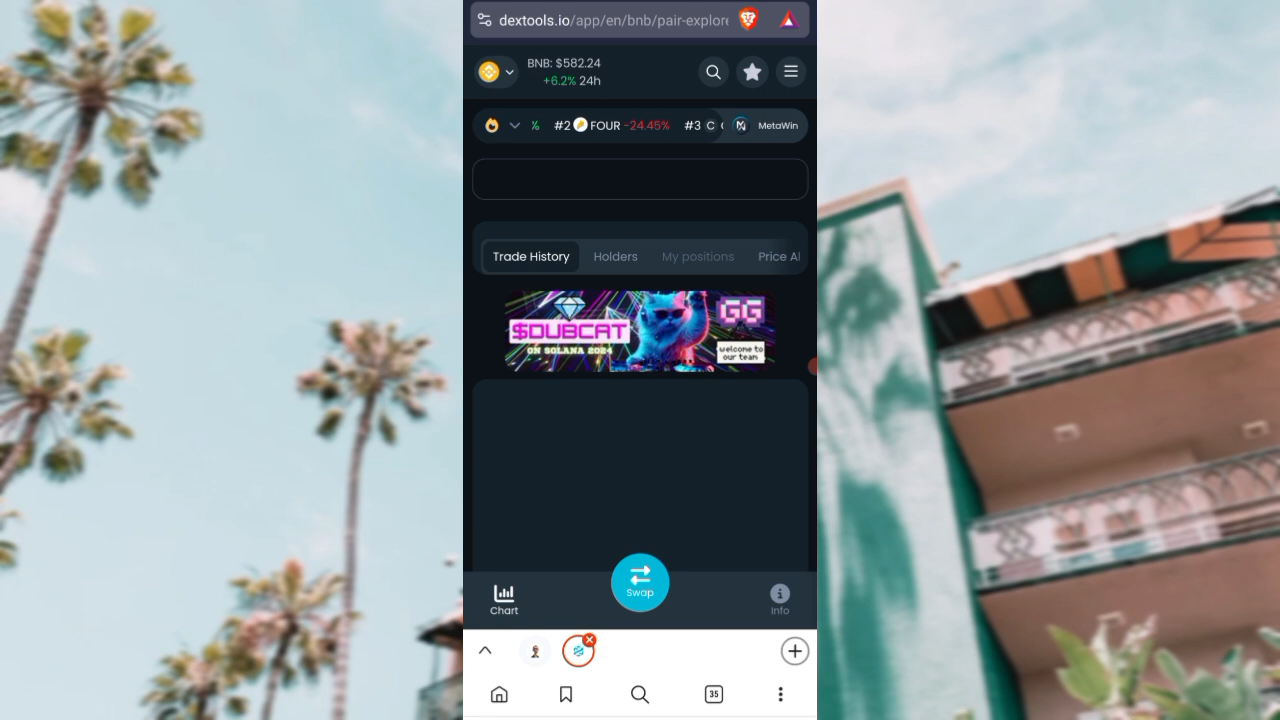 dextools.io/app/en/bnb/pair-explore
BNB: $582.24
+6.2% 24h
% #2 FOUR -24.45% #3 C MetaWin
Trade History Holders My positions Price Al
$DUBCAT
ON SOLANA 2024
GG
welcome to
our team
Swap
Chart
Info
35